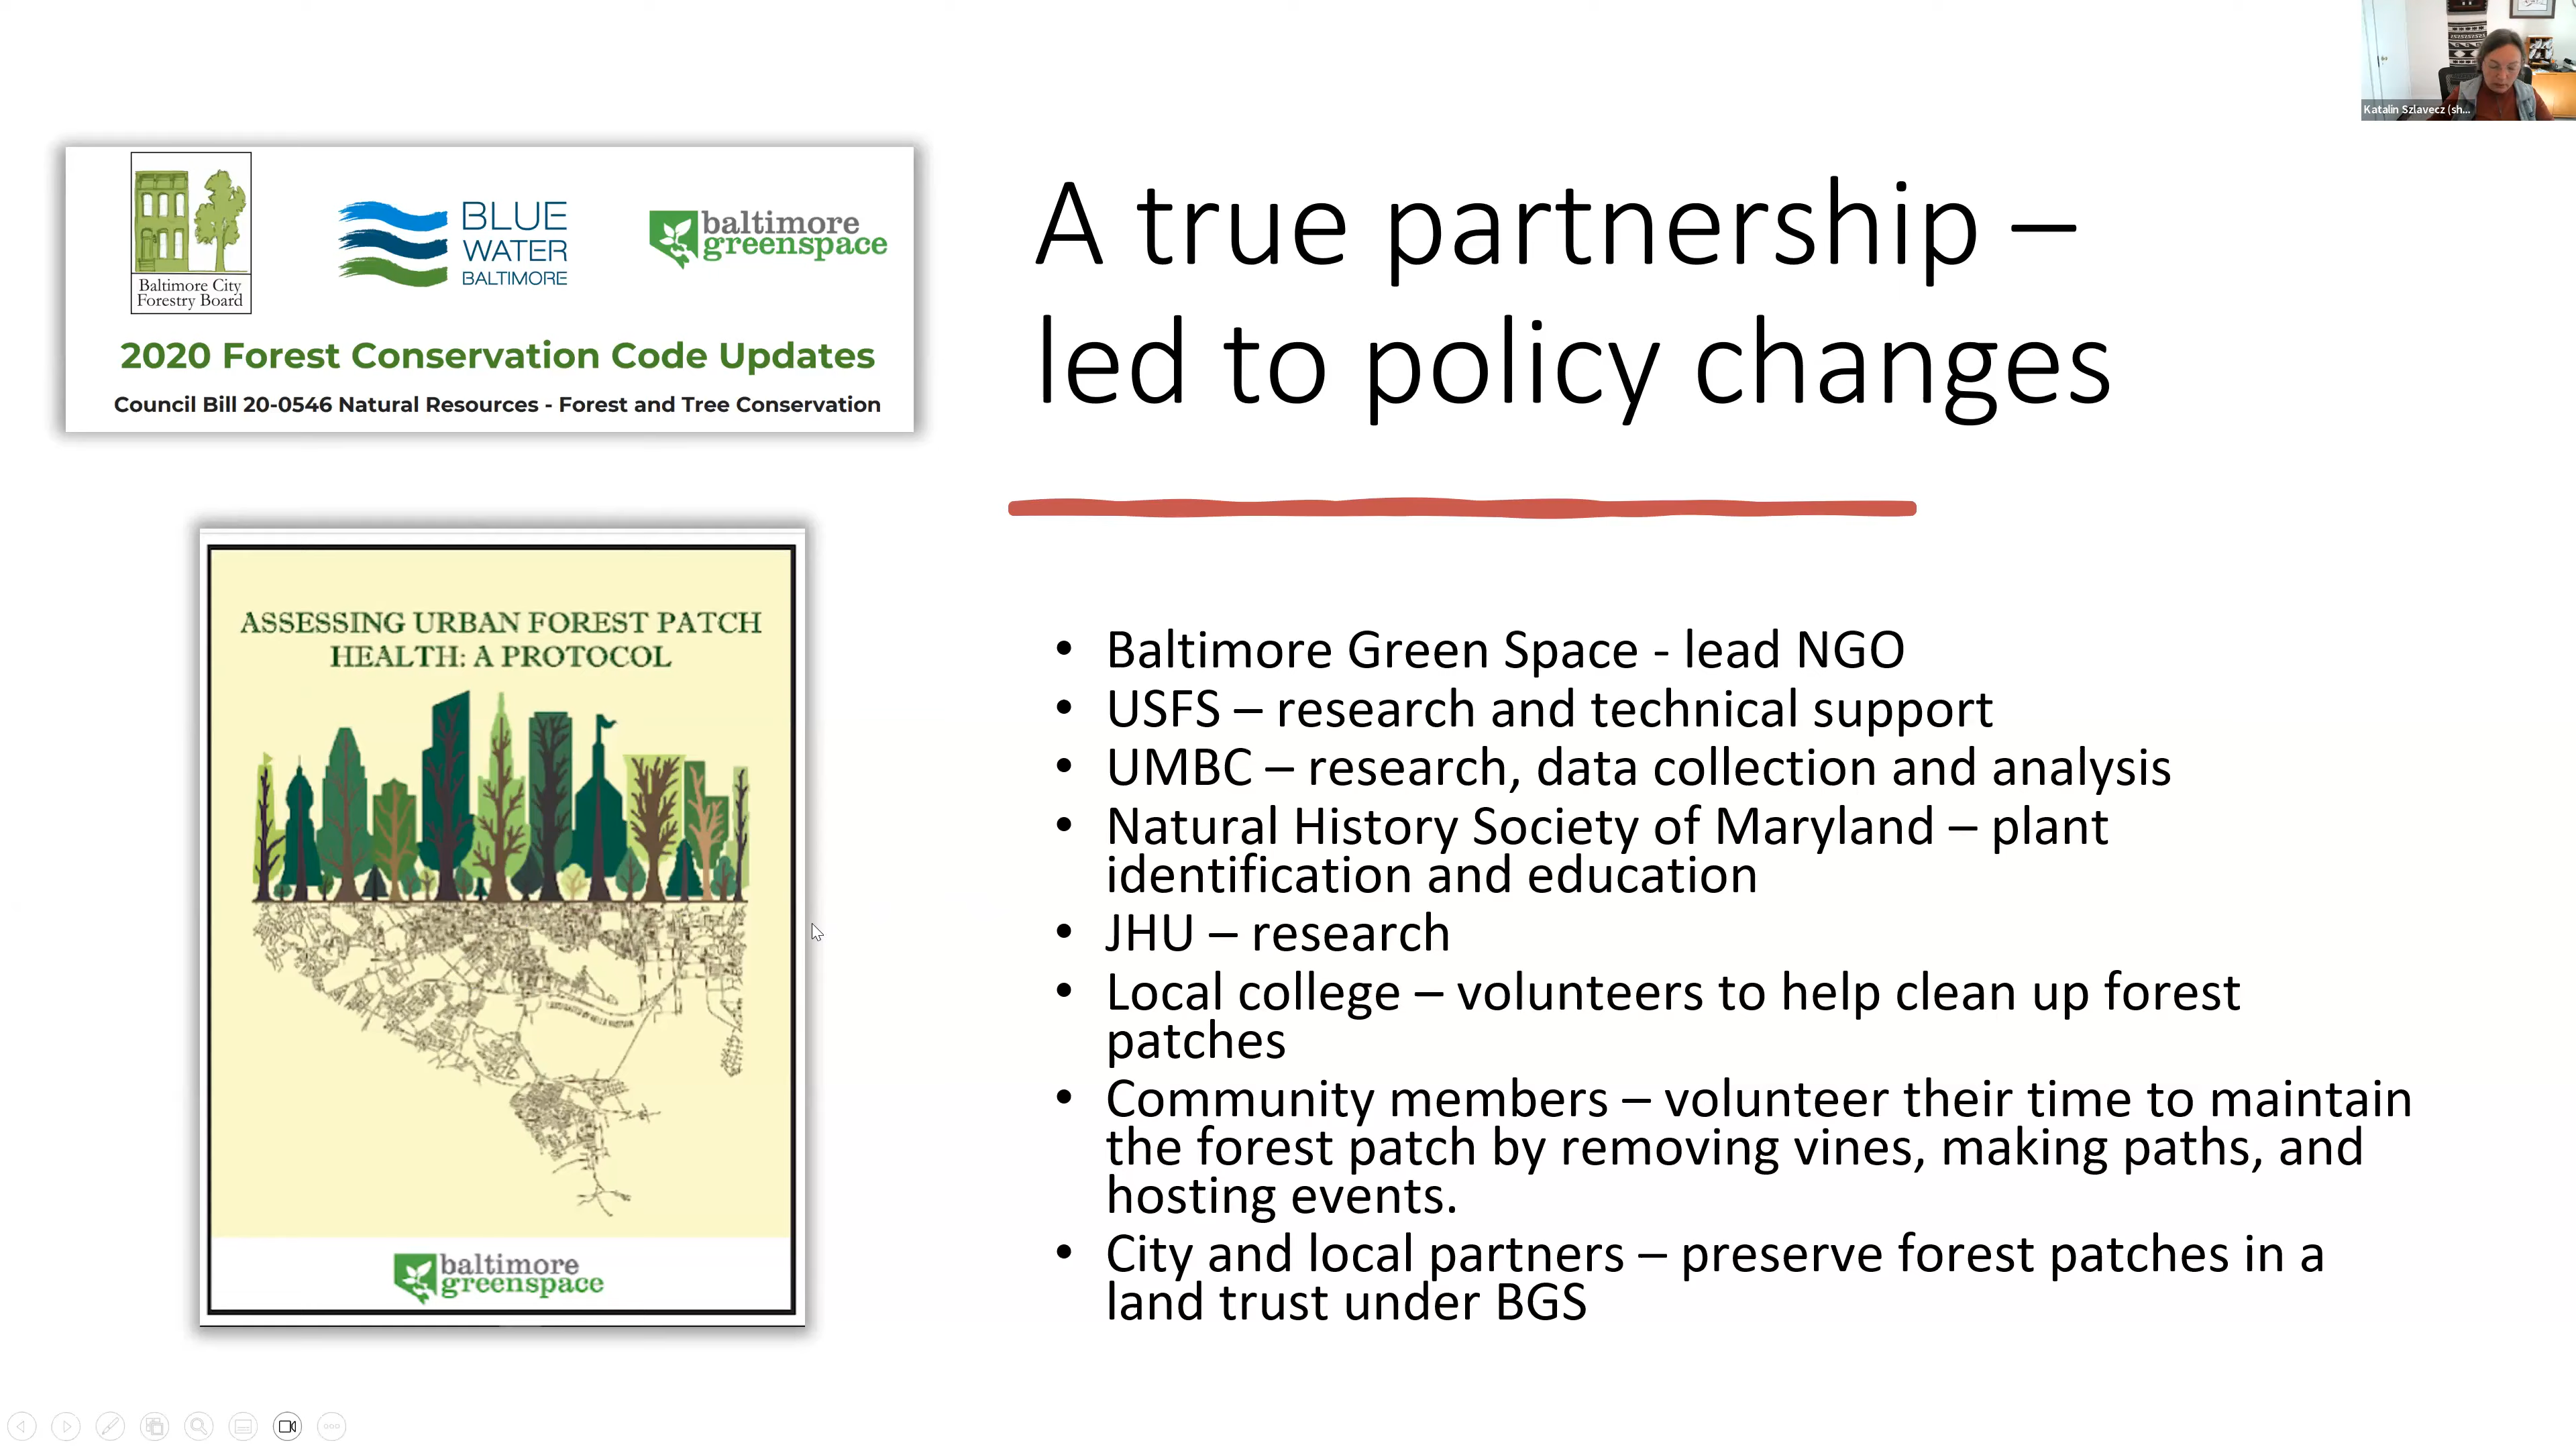 Katalin Szlavecz (sh...
Baltimore City
Forestry Board
BLUE
WATER
BALTIMORE
baltimore
greenspace
2020 Forest Conservation Code Updates
Council Bill 20-0546 Natural Resources - Forest and Tree Conservation
A true partnership –
led to policy changes
ASSESSING URBAN FOREST PATCH
HEALTH: A PROTOCOL
baltimore
greenspace
• Baltimore Green Space - lead NGO
• USFS – research and technical support
• UMBC – research, data collection and analysis
• Natural History Society of Maryland – plant
identification and education
• JHU – research
• Local college – volunteers to help clean up forest
patches
• Community members – volunteer their time to maintain
the forest patch by removing vines, making paths, and
hosting events.
• City and local partners – preserve forest patches in a
land trust under BGS